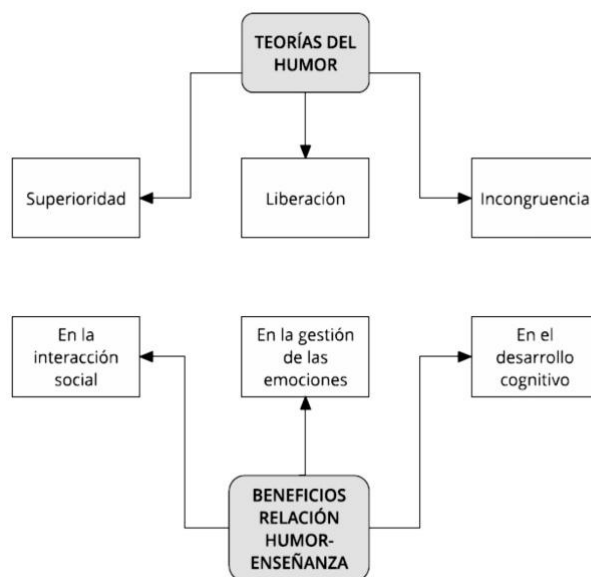 TEORÍAS DEL
HUMOR
Superioridad
Liberación
Incongruencia
En la
interacción
social
En la gestión
de las
emociones
En el
desarrollo
cognitivo
BENEFICIOS
RELACIÓN
HUMOR-
ENSEÑANZA